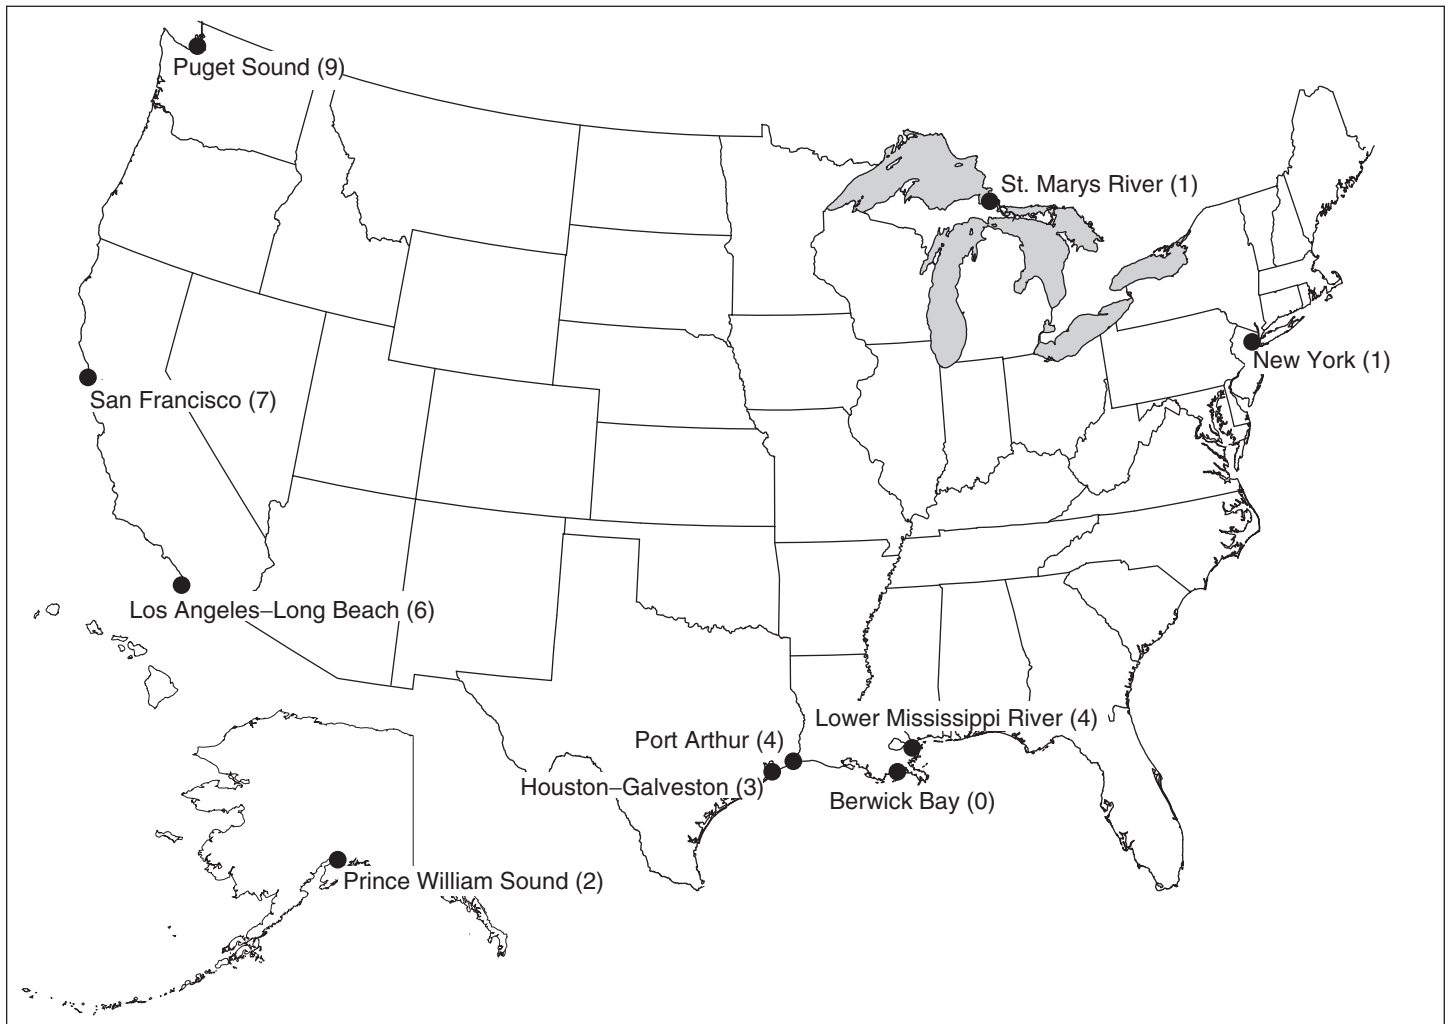 Puget Sound (9)
St. Marys River (1)
New York (1)
San Francisco (7)
Los Angeles–Long Beach (6)
Lower Mississippi River (4)
Port Arthur (4)
Houston–Galveston (3)
Berwick Bay (0)
Prince William Sound (2)